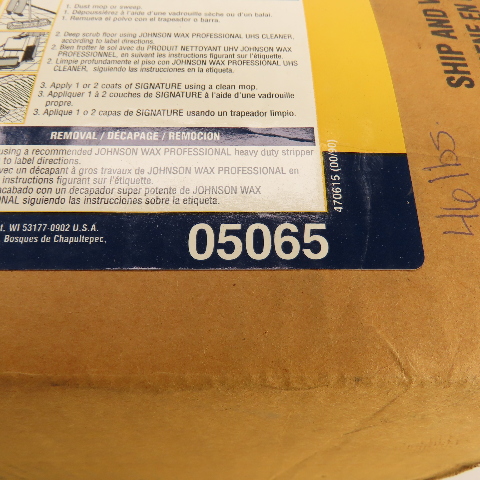 1. Dust mop or sweep.
1. Dépoussiérez à l'aide d'une vadrouille sèche ou d'un balai.
1. Remueva el polvo con el trapeador o barra.
2. Deep scrub floor using JOHNSON WAX PROFESSIONAL UHS CLEANER,
according to label directions.
2. Bien frotter le sol avec du PRODUIT NETTOYANT UHV JOHNSON WAX
PROFESSIONNEL, en suivant les instructions figurant sur l'étiquette.
2. Limpie profundamente el piso con JOHNSON WAX PROFESSIONAL UHS
CLEANER, siguiendo las instrucciones en la etiqueta.
3. Apply 1 or 2 coats of SIGNATURE using a clean mop.
3. Appliquer 1 à 2 couches de SIGNATURE à l'aide d'une vadrouille
propre.
3. Aplique 1 o 2 capas de SIGNATURE usando un trapeador limpio.
REMOVAL / DÉCAPAGE / REMOCION
using a recommended JOHNSON WAX PROFESSIONAL heavy duty stripper
to label directions.
avec un décapant à gros travaux de JOHNSON WAX PROFESSIONAL en
instructions figurant sur l'étiquette.
acabado con un decapador super potente de JOHNSON WAX
ONAL siguiendo las instrucciones sobre la etiqueta.
t. WI 53177-0902 U.S.A.
Bosques de Chapultepec,
05065
470615 (00/40)
SHIP AND
46 465